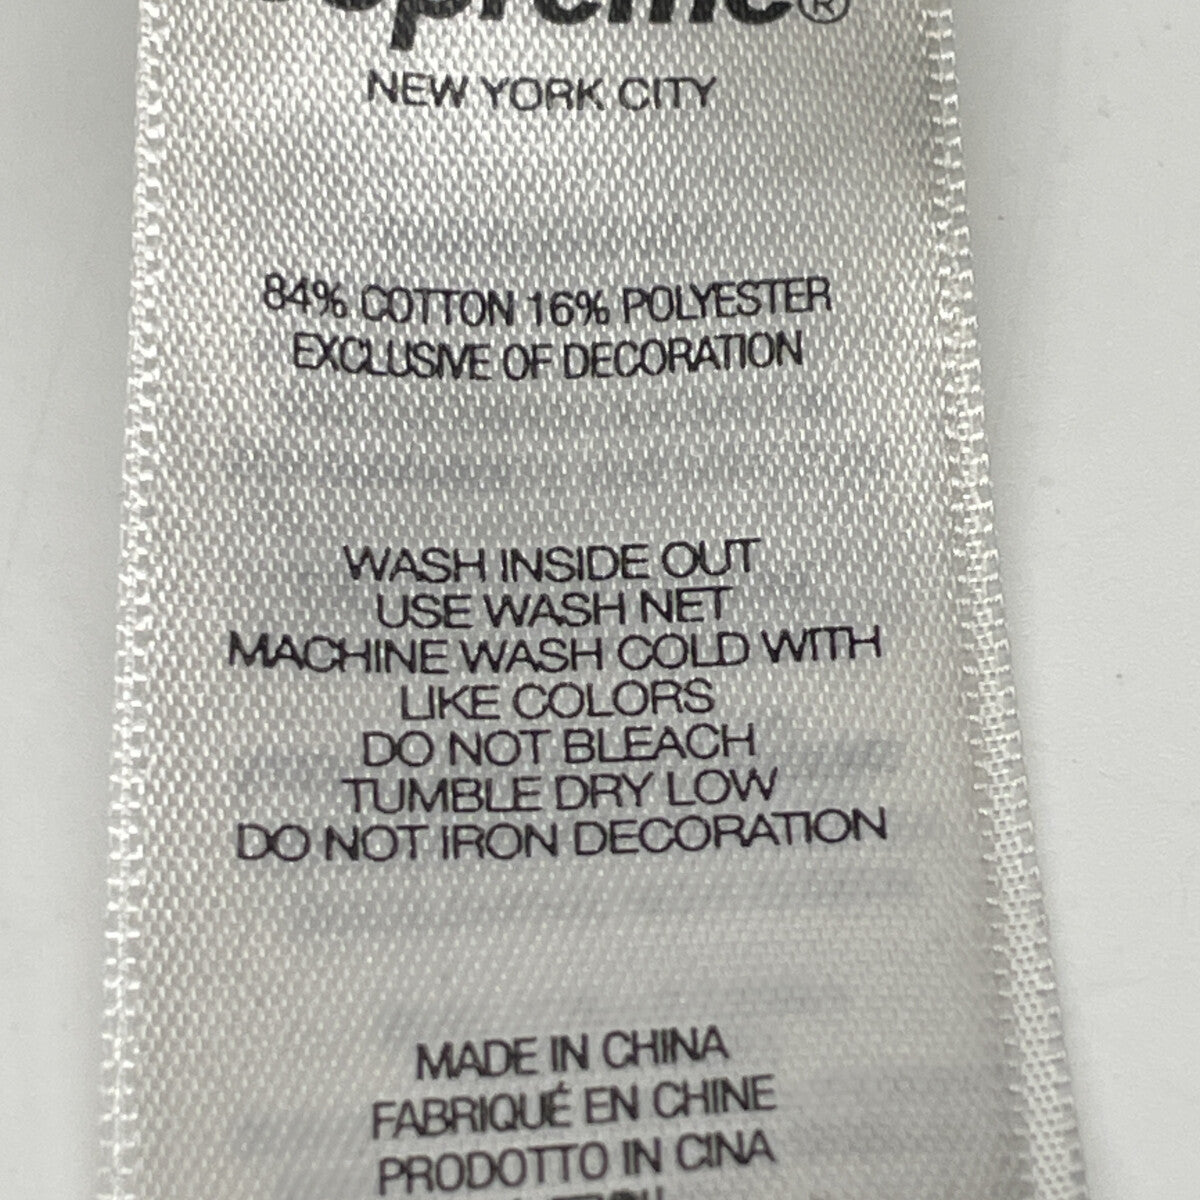 Supreme®
NEW YORK CITY
84% COTTON 16% POLYESTER
EXCLUSIVE OF DECORATION
WASH INSIDE OUT
USE WASH NET
MACHINE WASH COLD WITH
LIKE COLORS
DO NOT BLEACH
TUMBLE DRY LOW
DO NOT IRON DECORATION
MADE IN CHINA
FABRIQUÉ EN CHINE
PRODOTTO IN CINA